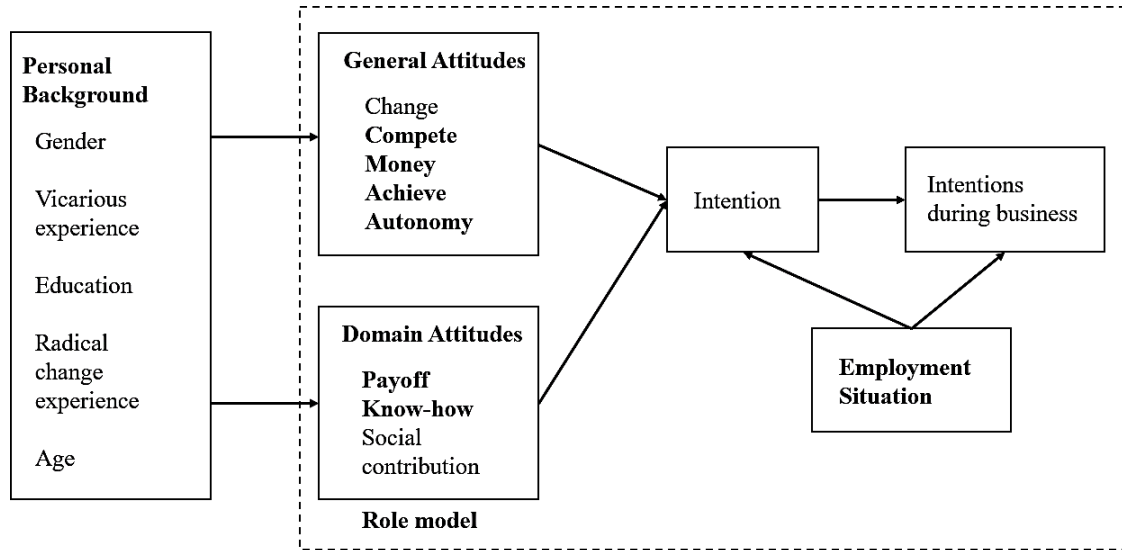 Personal
Background
Gender
Vicarious
experience
Education
Radical
change
experience
Age
General Attitudes
Change
Compete
Money
Achieve
Autonomy
Domain Attitudes
Payoff
Know-how
Social
contribution
Role model
Intention
Intentions
during business
Employment
Situation